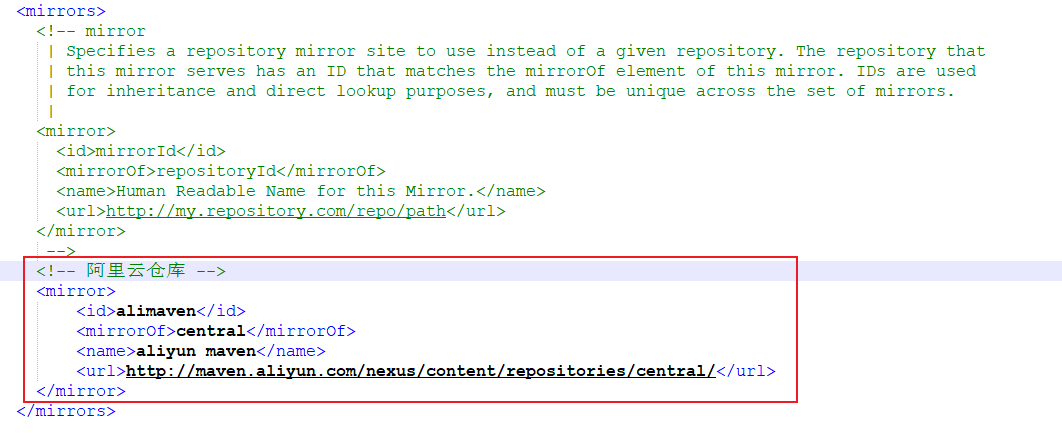 <mirrors>
<!-- mirror
| Specifies a repository mirror site to use instead of a given repository. The repository that
| this mirror serves has an ID that matches the mirrorOf element of this mirror. IDs are used
| for inheritance and direct lookup purposes, and must be unique across the set of mirrors.
|
<mirror>
<id>mirrorId</id>
<mirrorOf>repositoryId</mirrorOf>
<name>Human Readable Name for this Mirror.</name>
<url>http://my.repository.com/repo/path</url>
</mirror>
-->
<!-- 阿里云仓库 -->
<mirror>
<id>alimaven</id>
<mirrorOf>central</mirrorOf>
<name>aliyun maven</name>
<url>http://maven.aliyun.com/nexus/content/repositories/central/</url>
</mirror>
</mirrors>